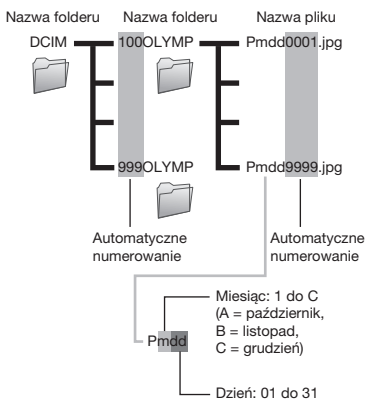 Nazwa folderu Nazwa folderu Nazwa pliku
DCIM 100OLYMP Pmdd0001.jpg
999OLYMP Pmdd9999.jpg
Automatyczne
numerowanie
Automatyczne
numerowanie
Miesiąc: 1 do C
(A = październik,
B = listopad,
C = grudzień)
Pmdd
Dzień: 01 do 31